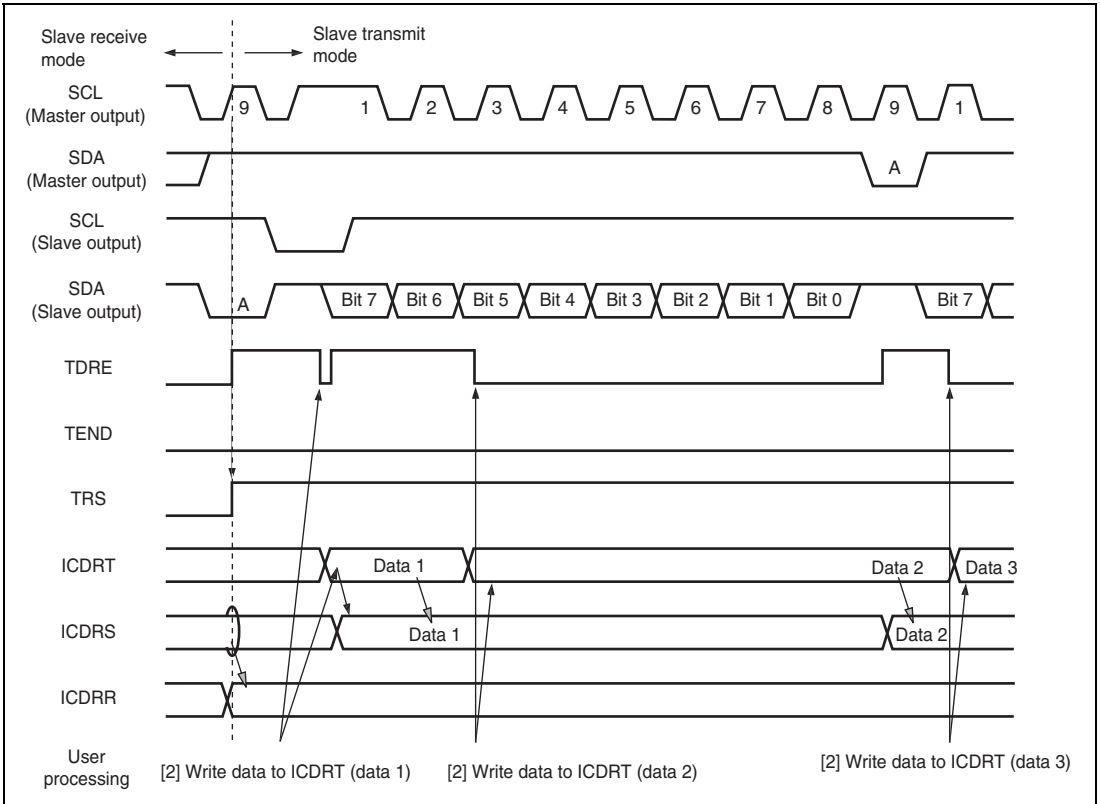 Slave receive
mode
Slave transmit
mode
SCL
(Master output)
9 1 2 3 4 5 6 7 8 9 1
SDA
(Master output)
A
SCL
(Slave output)
SDA
(Slave output)
A Bit 7 Bit 6 Bit 5 Bit 4 Bit 3 Bit 2 Bit 1 Bit 0 Bit 7
TDRE
TEND
TRS
ICDRT
Data 1 Data 2 Data 3
ICDRS
Data 1 Data 2
ICDRR
User
processing
[2] Write data to ICDRT (data 1) [2] Write data to ICDRT (data 2) [2] Write data to ICDRT (data 3)